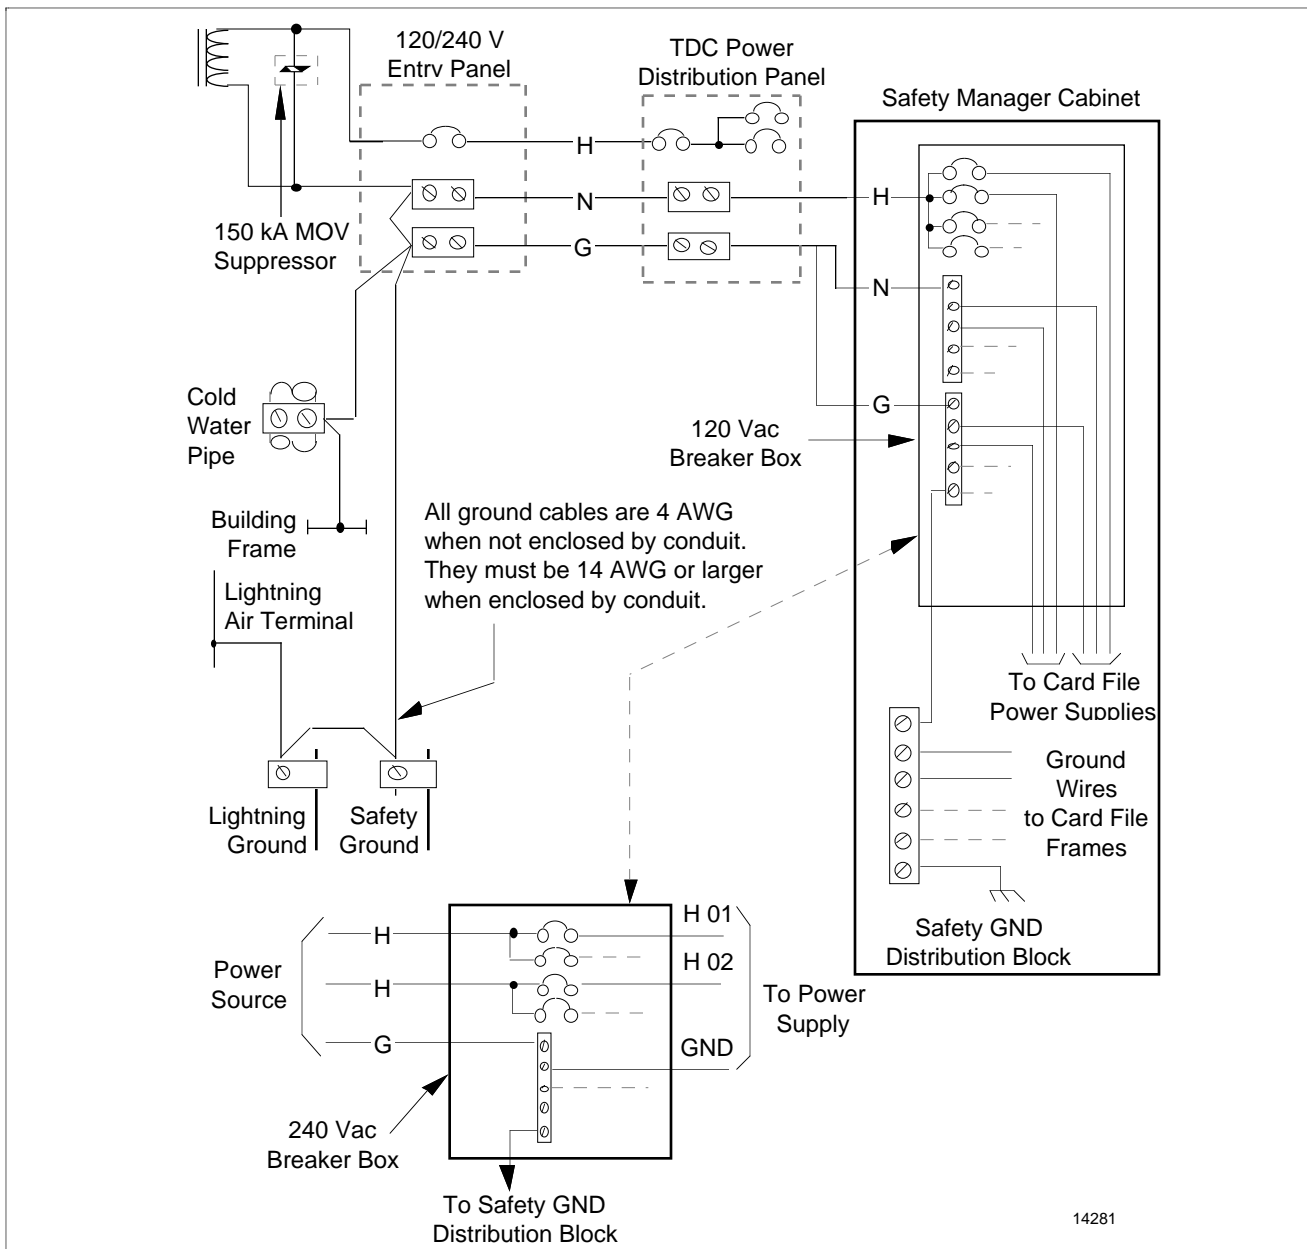 120/240 V
Entrv Panel
TDC Power
Distribution Panel
Safety Manager Cabinet
H
N
G
150 kA MOV
Suppressor
H
N
G
120 Vac
Breaker Box
Cold
Water
Pipe
Building
Frame
All ground cables are 4 AWG
when not enclosed by conduit.
They must be 14 AWG or larger
when enclosed by conduit.
Lightning
Air Terminal
To Card File
Power Supplies
Ground
Wires
to Card File
Frames
Lightning
Ground
Safety
Ground
Safety GND
Distribution Block
Power
Source
H
H
G
H 01
H 02
GND
To Power
Supply
240 Vac
Breaker Box
To Safety GND
Distribution Block
14281